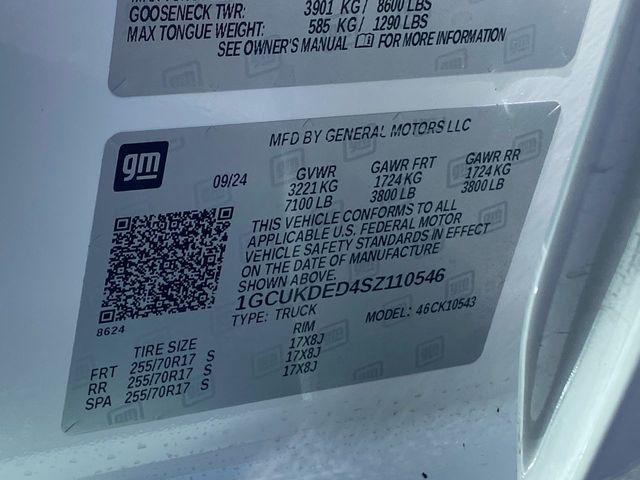 GOOSENECK TWR: 3901 KG / 8600 LBS
MAX TONGUE WEIGHT: 585 KG / 1290 LBS
SEE OWNER'S MANUAL FOR MORE INFORMATION
MFD BY GENERAL MOTORS LLC
gm
09/24 GVWR GAWR FRT GAWR RR
3221 KG 1724 KG 1724 KG
7100 LB 3800 LB 3800 LB
THIS VEHICLE CONFORMS TO ALL
APPLICABLE U.S. FEDERAL MOTOR
VEHICLE SAFETY STANDARDS IN EFFECT
ON THE DATE OF MANUFACTURE
SHOWN ABOVE.
1GCUKDED4SZ110546
TYPE: TRUCK MODEL: 46CK10543
8624
TIRE SIZE RIM
FRT 255/70R17 S 17X8J
RR 255/70R17 S 17X8J
SPA 255/70R17 S 17X8J